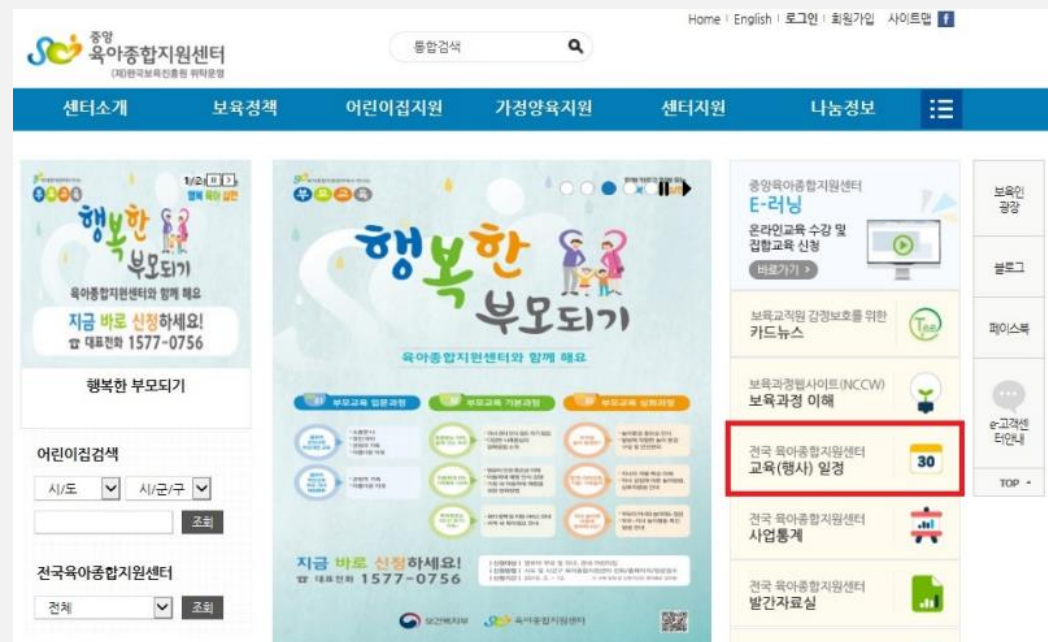 Home | English | 로그인 | 회원가입 사이트맵 f
중앙
육아종합지원센터
(재)한국보육진흥원 위탁운영
통합검색
센터소개 보육정책 어린이집지원 가정양육지원 센터지원 나눔정보
부모교육
1/2
행복 육아 실현
행복한
부모되기
육아종합지원센터와 함께 해요
지금 바로 신청하세요!
☎ 대표전화 1577-0756
행복한 부모되기
어린이집검색
시/도 시/군/구
조회
전국육아종합지원센터
전체 조회
부모교육
행복한
부모되기
육아종합지원센터와 함께 해요
부모교육 입문과정 부모교육 기본과정 부모교육 심화과정
지금 바로 신청하세요!
☎ 대표전화 1577-0756
보건복지부 육아종합지원센터
중앙육아종합지원센터
E-러닝
온라인교육 수강 및
집합교육 신청
바로가기 >
보육교직원 감정보호를 위한
카드뉴스
Tee
보육과정웹사이트(NCCW)
보육과정 이해
전국 육아종합지원센터
교육(행사) 일정
30
전국 육아종합지원센터
사업통계
전국 육아종합지원센터
발간자료실
보육인
광장
블로그
페이스북
e-고객센
터안내
TOP